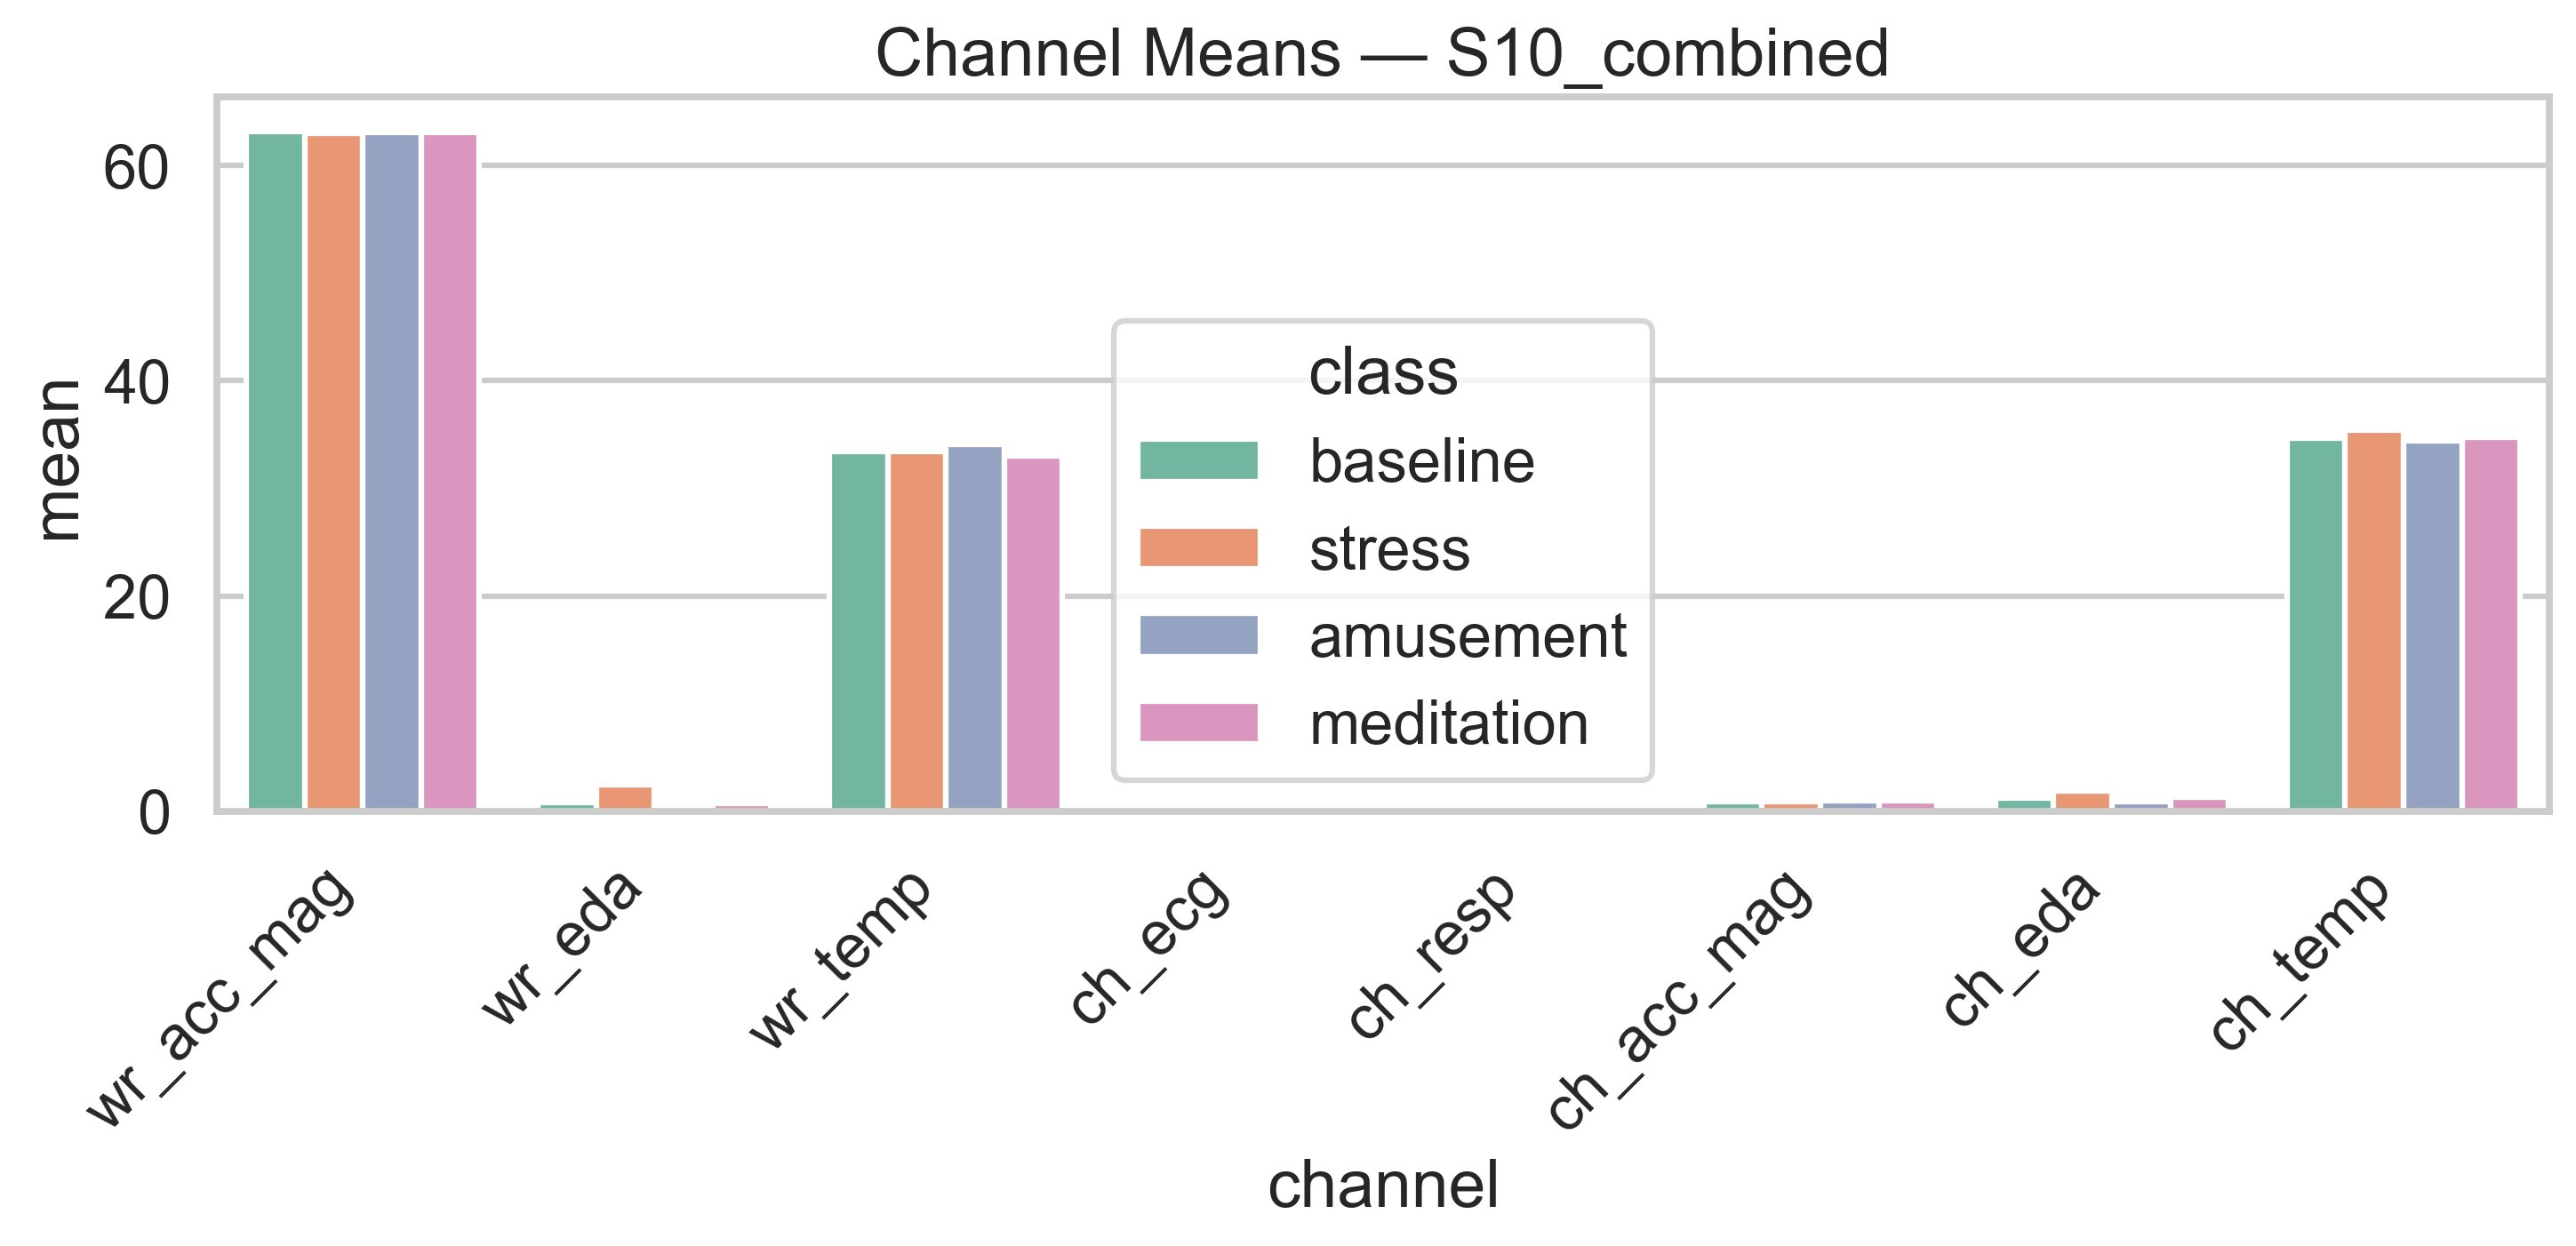 Channel Means — S10_combined
mean
60
40
20
0
class
baseline
stress
amusement
meditation
wr_acc_mag
wr_eda
wr_temp
ch_ecg
ch_resp
ch_acc_mag
ch_eda
ch_temp
channel